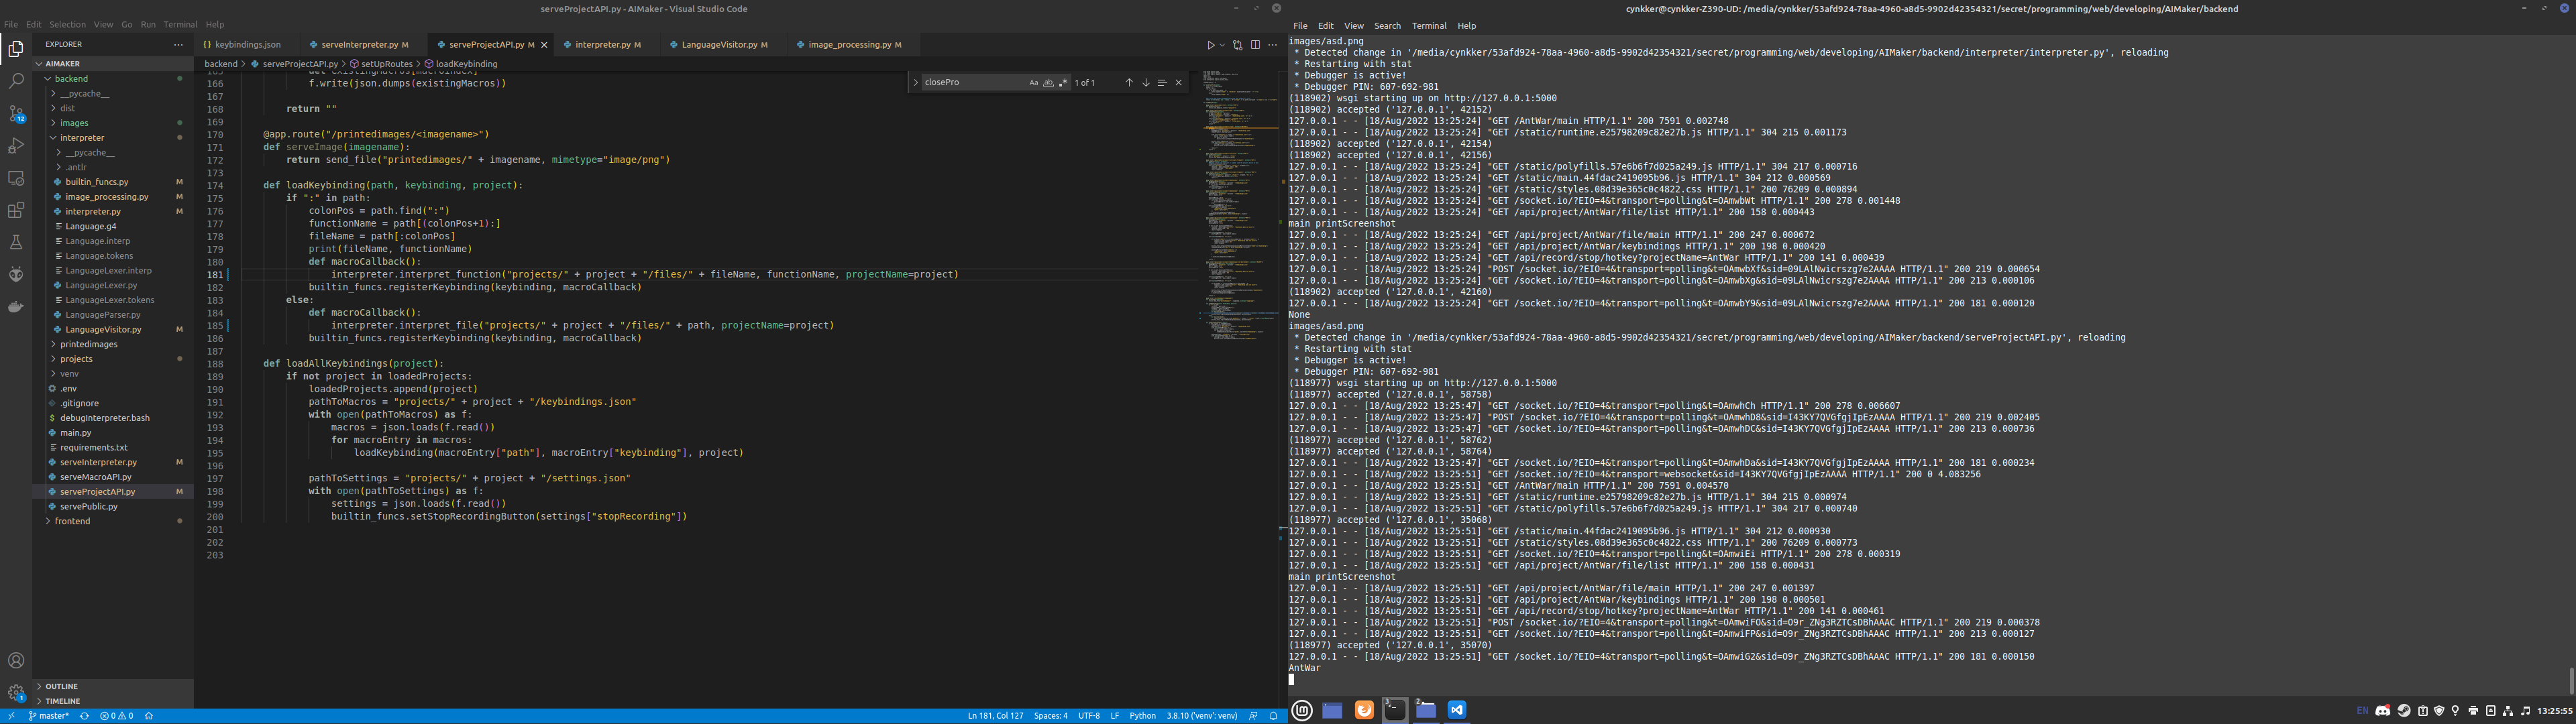 serveProjectAPI.py - AIMaker - Visual Studio Code
File Edit Selection View Go Run Terminal Help
EXPLORER
AIMAKER
backend
__pycache__
dist
images
interpreter
__pycache__
.antlr
builtin_funcs.py M
image_processing.py M
interpreter.py M
Language.g4
Language.interp
Language.tokens
LanguageLexer.interp
LanguageLexer.py
LanguageLexer.tokens
LanguageParser.py
LanguageVisitor.py M
printedimages
projects
venv
.env
.gitignore
debugInterpreter.bash
main.py
requirements.txt
serveInterpreter.py M
serveMacroAPI.py
serveProjectAPI.py M
servePublic.py
frontend
OUTLINE
TIMELINE
12
1
keybindings.json serveInterpreter.py M serveProjectAPI.py M interpreter.py M LanguageVisitor.py M image_processing.py M
backend > serveProjectAPI.py > setUpRoutes > loadKeybinding
closePro Aa ab 1 of 1
165 del existingMacros[macroIndex]
166 f.write(json.dumps(existingMacros))
167
168 return ""
169
170 @app.route("/printedimages/<imagename>")
171 def serveImage(imagename):
172 return send_file("printedimages/" + imagename, mimetype="image/png")
173
174 def loadKeybinding(path, keybinding, project):
175 if ":" in path:
176 colonPos = path.find(":")
177 functionName = path[(colonPos+1):]
178 fileName = path[:colonPos]
179 print(fileName, functionName)
180 def macroCallback():
181 interpreter.interpret_function("projects/" + project + "/files/" + fileName, functionName, projectName=project)
182 builtin_funcs.registerKeybinding(keybinding, macroCallback)
183 else:
184 def macroCallback():
185 interpreter.interpret_file("projects/" + project + "/files/" + path, projectName=project)
186 builtin_funcs.registerKeybinding(keybinding, macroCallback)
187
188 def loadAllKeybindings(project):
189 if not project in loadedProjects:
190 loadedProjects.append(project)
191 pathToMacros = "projects/" + project + "/keybindings.json"
192 with open(pathToMacros) as f:
193 macros = json.loads(f.read())
194 for macroEntry in macros:
195 loadKeybinding(macroEntry["path"], macroEntry["keybinding"], project)
196
197 pathToSettings = "projects/" + project + "/settings.json"
198 with open(pathToSettings) as f:
199 settings = json.loads(f.read())
200 builtin_funcs.setStopRecordingButton(settings["stopRecording"])
201
202
203
master* 0 0 Ln 181, Col 127 Spaces: 4 UTF-8 LF Python 3.8.10 ('venv': venv)
cynkker@cynkker-Z390-UD: /media/cynkker/53afd924-78aa-4960-a8d5-9902d42354321/secret/programming/web/developing/AIMaker/backend
File Edit View Search Terminal Help
images/asd.png
* Detected change in '/media/cynkker/53afd924-78aa-4960-a8d5-9902d42354321/secret/programming/web/developing/AIMaker/backend/interpreter/interpreter.py', reloading
* Restarting with stat
* Debugger is active!
* Debugger PIN: 607-692-981
(118902) wsgi starting up on http://127.0.0.1:5000
(118902) accepted ('127.0.0.1', 42152)
127.0.0.1 - - [18/Aug/2022 13:25:24] "GET /AntWar/main HTTP/1.1" 200 7591 0.002748
127.0.0.1 - - [18/Aug/2022 13:25:24] "GET /static/runtime.e25798209c82e27b.js HTTP/1.1" 304 215 0.001173
(118902) accepted ('127.0.0.1', 42154)
(118902) accepted ('127.0.0.1', 42156)
127.0.0.1 - - [18/Aug/2022 13:25:24] "GET /static/polyfills.57e6b6f7d025a249.js HTTP/1.1" 304 217 0.000716
127.0.0.1 - - [18/Aug/2022 13:25:24] "GET /static/main.44fdac2419095b96.js HTTP/1.1" 304 212 0.000569
127.0.0.1 - - [18/Aug/2022 13:25:24] "GET /static/styles.08d39e365c0c4822.css HTTP/1.1" 200 76209 0.000894
127.0.0.1 - - [18/Aug/2022 13:25:24] "GET /socket.io/?EIO=4&transport=polling&t=OAmwbWt HTTP/1.1" 200 278 0.001448
127.0.0.1 - - [18/Aug/2022 13:25:24] "GET /api/project/AntWar/file/list HTTP/1.1" 200 158 0.000443
main printScreenshot
127.0.0.1 - - [18/Aug/2022 13:25:24] "GET /api/project/AntWar/file/main HTTP/1.1" 200 247 0.000672
127.0.0.1 - - [18/Aug/2022 13:25:24] "GET /api/project/AntWar/keybindings HTTP/1.1" 200 198 0.000420
127.0.0.1 - - [18/Aug/2022 13:25:24] "GET /api/record/stop/hotkey?projectName=AntWar HTTP/1.1" 200 141 0.000439
127.0.0.1 - - [18/Aug/2022 13:25:24] "POST /socket.io/?EIO=4&transport=polling&t=OAmwbXf&sid=09LAlNwicrszg7e2AAAA HTTP/1.1" 200 219 0.000654
127.0.0.1 - - [18/Aug/2022 13:25:24] "GET /socket.io/?EIO=4&transport=polling&t=OAmwbXg&sid=09LAlNwicrszg7e2AAAA HTTP/1.1" 200 213 0.000106
(118902) accepted ('127.0.0.1', 42160)
127.0.0.1 - - [18/Aug/2022 13:25:24] "GET /socket.io/?EIO=4&transport=polling&t=OAmwbY9&sid=09LAlNwicrszg7e2AAAA HTTP/1.1" 200 181 0.000120
None
images/asd.png
* Detected change in '/media/cynkker/53afd924-78aa-4960-a8d5-9902d42354321/secret/programming/web/developing/AIMaker/backend/serveProjectAPI.py', reloading
* Restarting with stat
* Debugger is active!
* Debugger PIN: 607-692-981
(118977) wsgi starting up on http://127.0.0.1:5000
(118977) accepted ('127.0.0.1', 58758)
127.0.0.1 - - [18/Aug/2022 13:25:47] "GET /socket.io/?EIO=4&transport=polling&t=OAmwhCh HTTP/1.1" 200 278 0.006607
127.0.0.1 - - [18/Aug/2022 13:25:47] "POST /socket.io/?EIO=4&transport=polling&t=OAmwhD8&sid=I43KY7QVGfgjIpEzAAAA HTTP/1.1" 200 219 0.002405
127.0.0.1 - - [18/Aug/2022 13:25:47] "GET /socket.io/?EIO=4&transport=polling&t=OAmwhDC&sid=I43KY7QVGfgjIpEzAAAA HTTP/1.1" 200 213 0.000736
(118977) accepted ('127.0.0.1', 58762)
(118977) accepted ('127.0.0.1', 58764)
127.0.0.1 - - [18/Aug/2022 13:25:47] "GET /socket.io/?EIO=4&transport=polling&t=OAmwhDa&sid=I43KY7QVGfgjIpEzAAAA HTTP/1.1" 200 181 0.000234
127.0.0.1 - - [18/Aug/2022 13:25:51] "GET /socket.io/?EIO=4&transport=websocket&sid=I43KY7QVGfgjIpEzAAAA HTTP/1.1" 200 0 4.083256
127.0.0.1 - - [18/Aug/2022 13:25:51] "GET /AntWar/main HTTP/1.1" 200 7591 0.004570
127.0.0.1 - - [18/Aug/2022 13:25:51] "GET /static/runtime.e25798209c82e27b.js HTTP/1.1" 304 215 0.000974
127.0.0.1 - - [18/Aug/2022 13:25:51] "GET /static/polyfills.57e6b6f7d025a249.js HTTP/1.1" 304 217 0.000740
(118977) accepted ('127.0.0.1', 35068)
127.0.0.1 - - [18/Aug/2022 13:25:51] "GET /static/main.44fdac2419095b96.js HTTP/1.1" 304 212 0.000930
127.0.0.1 - - [18/Aug/2022 13:25:51] "GET /static/styles.08d39e365c0c4822.css HTTP/1.1" 200 76209 0.000773
127.0.0.1 - - [18/Aug/2022 13:25:51] "GET /socket.io/?EIO=4&transport=polling&t=OAmwiEi HTTP/1.1" 200 278 0.000319
127.0.0.1 - - [18/Aug/2022 13:25:51] "GET /api/project/AntWar/file/list HTTP/1.1" 200 158 0.000431
main printScreenshot
127.0.0.1 - - [18/Aug/2022 13:25:51] "GET /api/project/AntWar/file/main HTTP/1.1" 200 247 0.001397
127.0.0.1 - - [18/Aug/2022 13:25:51] "GET /api/project/AntWar/keybindings HTTP/1.1" 200 198 0.000501
127.0.0.1 - - [18/Aug/2022 13:25:51] "GET /api/record/stop/hotkey?projectName=AntWar HTTP/1.1" 200 141 0.000461
127.0.0.1 - - [18/Aug/2022 13:25:51] "POST /socket.io/?EIO=4&transport=polling&t=OAmwiFO&sid=O9r_ZNg3RZTCsDBhAAAC HTTP/1.1" 200 219 0.000378
127.0.0.1 - - [18/Aug/2022 13:25:51] "GET /socket.io/?EIO=4&transport=polling&t=OAmwiFP&sid=O9r_ZNg3RZTCsDBhAAAC HTTP/1.1" 200 213 0.000127
(118977) accepted ('127.0.0.1', 35070)
127.0.0.1 - - [18/Aug/2022 13:25:51] "GET /socket.io/?EIO=4&transport=polling&t=OAmwiG2&sid=O9r_ZNg3RZTCsDBhAAAC HTTP/1.1" 200 181 0.000150
AntWar
3 2 EN 13:25:55